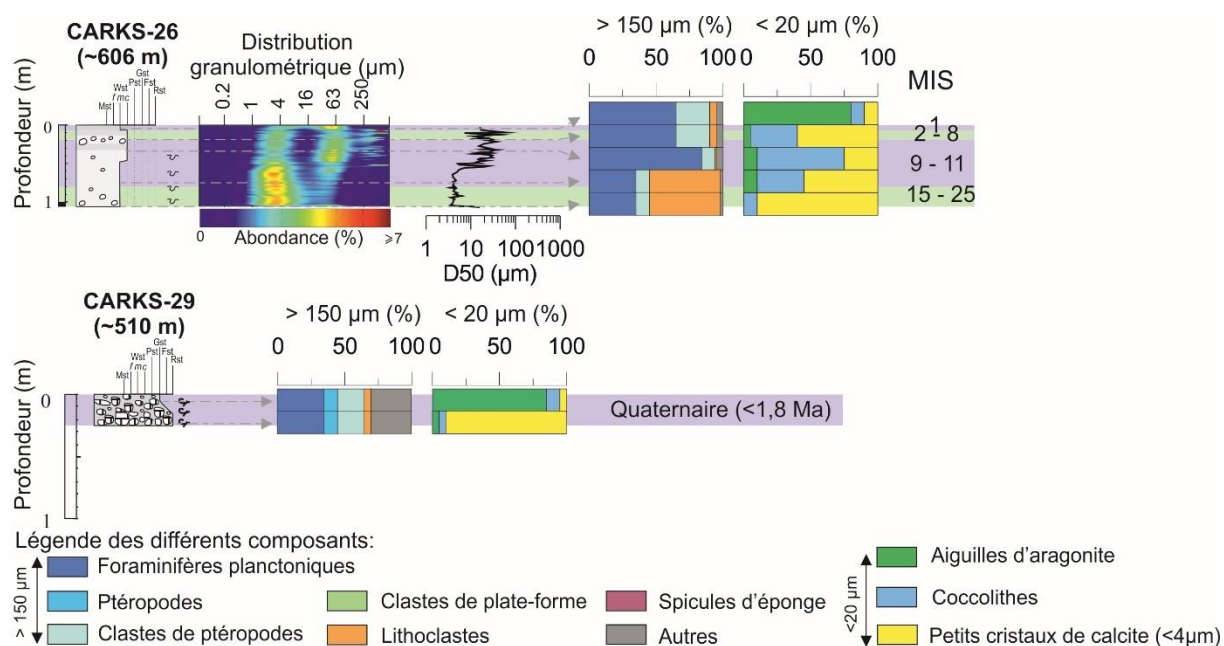 CARKS-26
(~606 m)
Distribution
granulométrique (µm)
> 150 µm (%)
< 20 µm (%)
0 50 100
0 50 100
MIS
Mst
Wst
f m c
Pst
Gst
Fst
Rst
0.2
1
4
16
63
250
Profondeur (m)
0
1
1
2 - 8
9 - 11
15 - 25
0 Abondance (%) ⩾7
1 10 100 1000
D50 (µm)
CARKS-29
(~510 m)
> 150 µm (%)
< 20 µm (%)
0 50 100
0 50 100
Mst
Wst
f m c
Pst
Gst
Fst
Rst
Profondeur (m)
0
1
Quaternaire (<1,8 Ma)
Légende des différents composants:
> 150 µm
Foraminifères planctoniques
Ptéropodes
Clastes de ptéropodes
Clastes de plate-forme
Lithoclastes
Spicules d'éponge
Autres
<20 µm
Aiguilles d'aragonite
Coccolithes
Petits cristaux de calcite (<4µm)